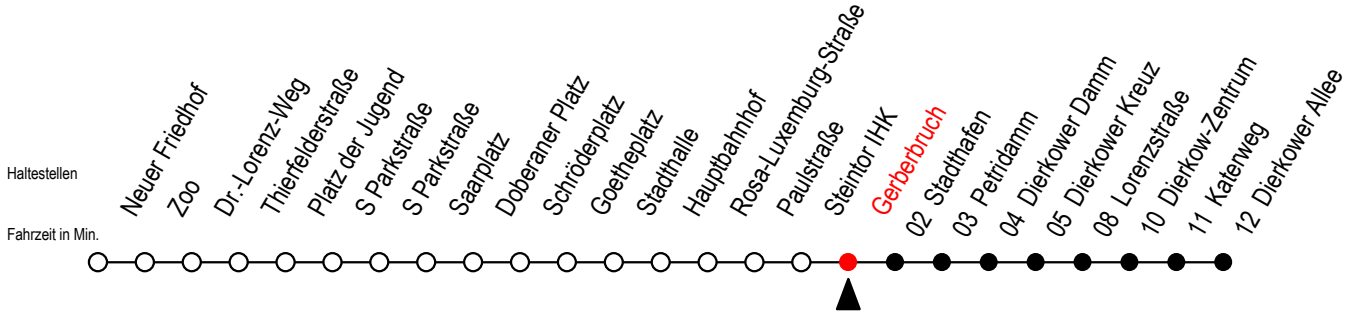 Haltestellen
Fahrzeit in Min.
Neuer Friedhof
Zoo
Dr.-Lorenz-Weg
Thienfelderstraße
Platz der Jugend
S Parkstraße
S Parkstraße
Saarplatz
Doberaner Platz
Schröderplatz
Goetheplatz
Stadthalle
Hauptbahnhof
Rosa-Luxemburg-Straße
Paulstraße
Steintor IHK
Gerberbruch
02 Stadthafen
03 Petridamm
04 Dierkower Damm
05 Dierkower Kreuz
08 Lorenzstraße
10 Dierkow-Zentrum
11 Katerweg
12 Dierkower Allee